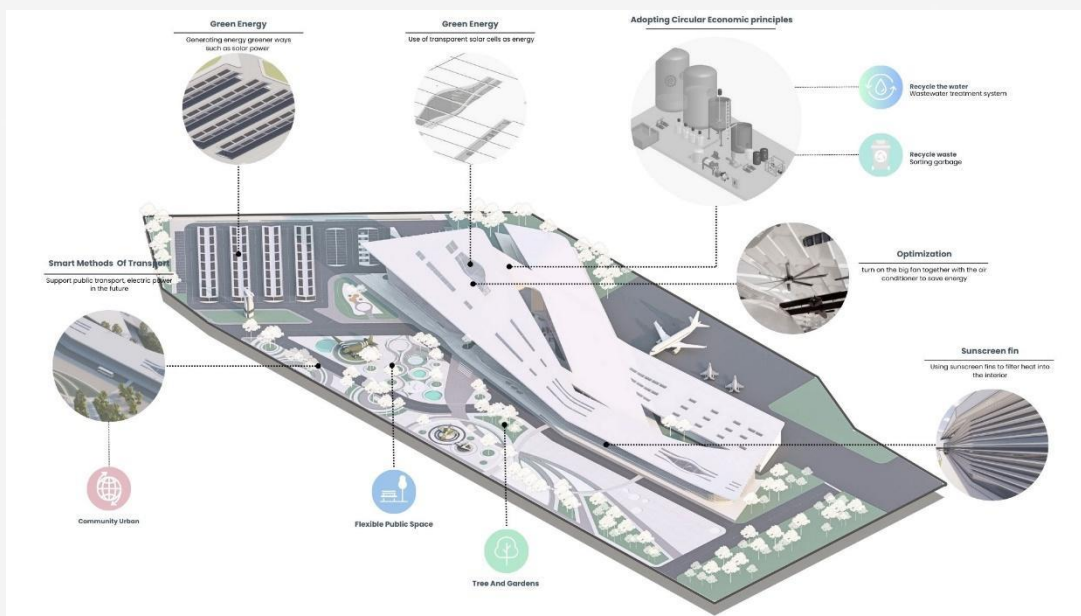 Green Energy
Generating energy greener ways
such as solar power
Green Energy
Use of transparent solar cells as energy
Adopting Circular Economic principles
Recycle the water
Wastewater treatment system
Recycle waste
Sorting garbage
Smart Methods Of Transport
Support public transport, electric power
in the future
Optimization
turn on the big fan together with the air
conditioner to save energy
Sunscreen fin
Using sunscreen fins to filter heat into
the interior
Community Urban
Flexible Public Space
Tree And Gardens